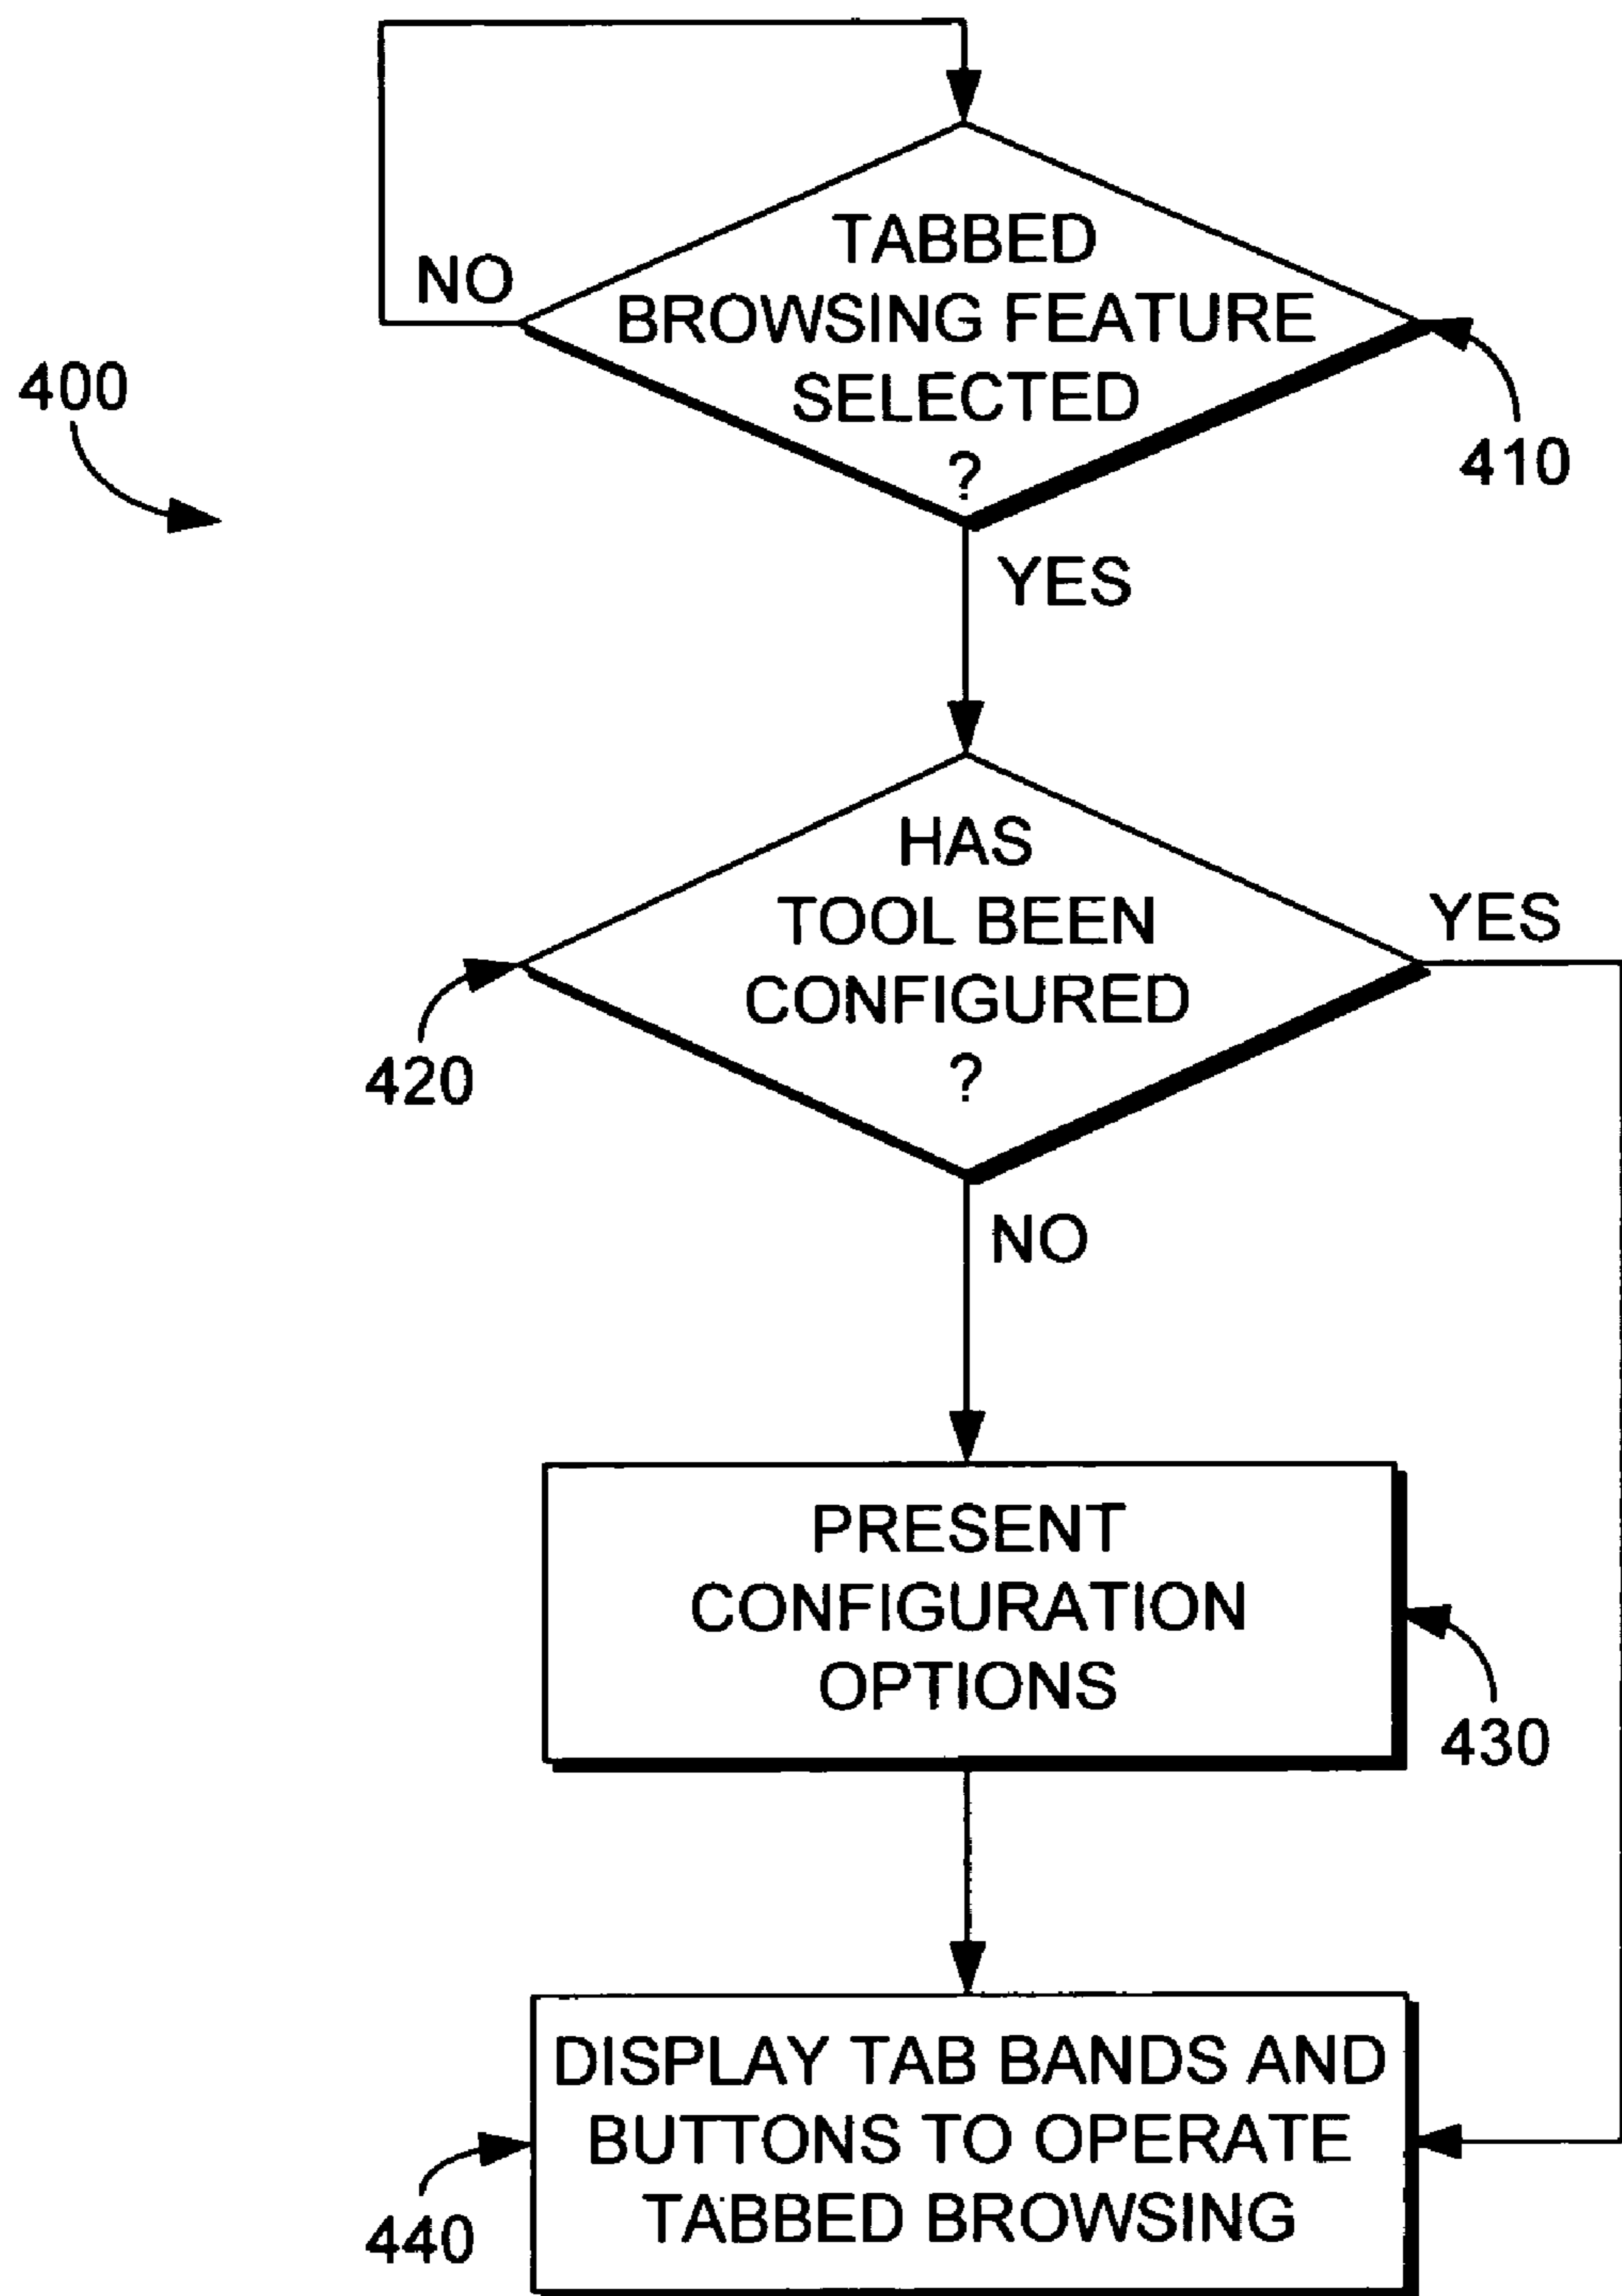 TABBED
BROWSING FEATURE
SELECTED
?
NO
400
410
YES
HAS
TOOL BEEN
CONFIGURED
?
YES
420
NO
PRESENT
CONFIGURATION
OPTIONS
430
DISPLAY TAB BANDS AND
BUTTONS TO OPERATE
TABBED BROWSING
440